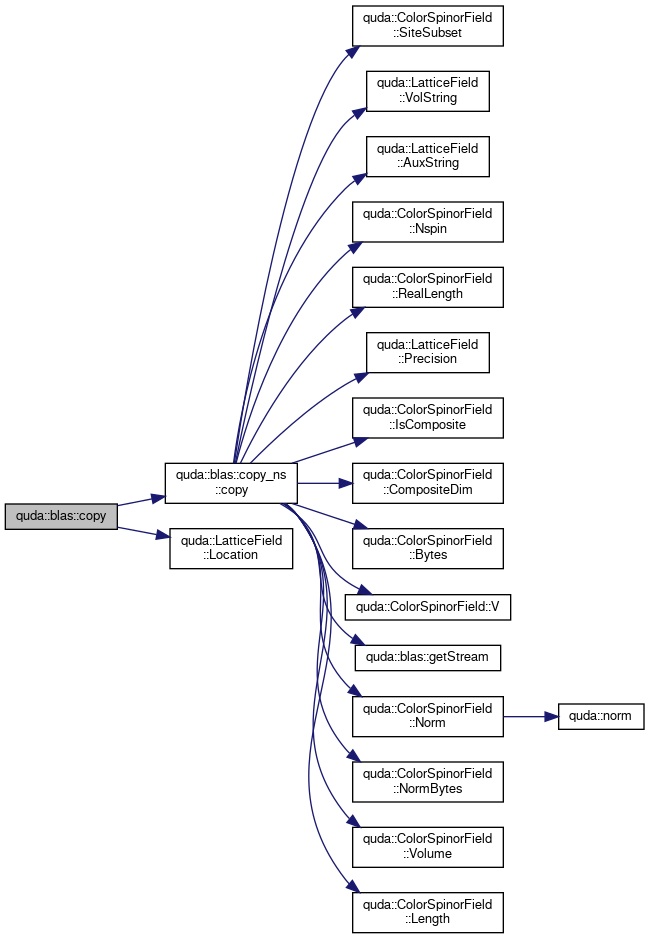 quda::ColorSpinorField
::SiteSubset
quda::LatticeField
::VolString
quda::LatticeField
::AuxString
quda::ColorSpinorField
::Nspin
quda::ColorSpinorField
::RealLength
quda::LatticeField
::Precision
quda::ColorSpinorField
::IsComposite
quda::blas::copy_ns
::copy
quda::ColorSpinorField
::CompositeDim
quda::blas::copy
quda::LatticeField
::Location
quda::ColorSpinorField
::Bytes
quda::ColorSpinorField::V
quda::blas::getStream
quda::ColorSpinorField
::Norm
quda::norm
quda::ColorSpinorField
::NormBytes
quda::ColorSpinorField
::Volume
quda::ColorSpinorField
::Length